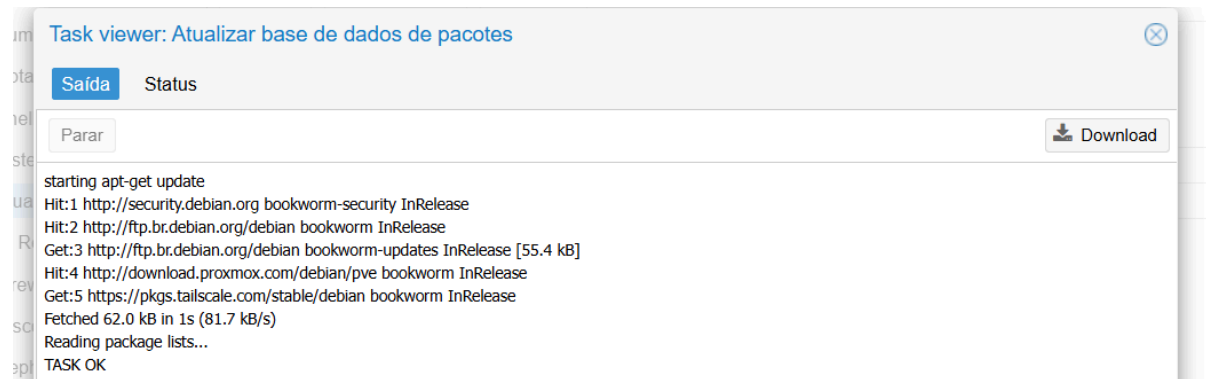 Task viewer: Atualizar base de dados de pacotes
Saída Status
Parar Download
starting apt-get update
Hit:1 http://security.debian.org bookworm-security InRelease
Hit:2 http://ftp.br.debian.org/debian bookworm InRelease
Get:3 http://ftp.br.debian.org/debian bookworm-updates InRelease [55.4 kB]
Hit:4 http://download.proxmox.com/debian/pve bookworm InRelease
Get:5 https://pkgs.tailscale.com/stable/debian bookworm InRelease
Fetched 62.0 kB in 1s (81.7 kB/s)
Reading package lists...
TASK OK